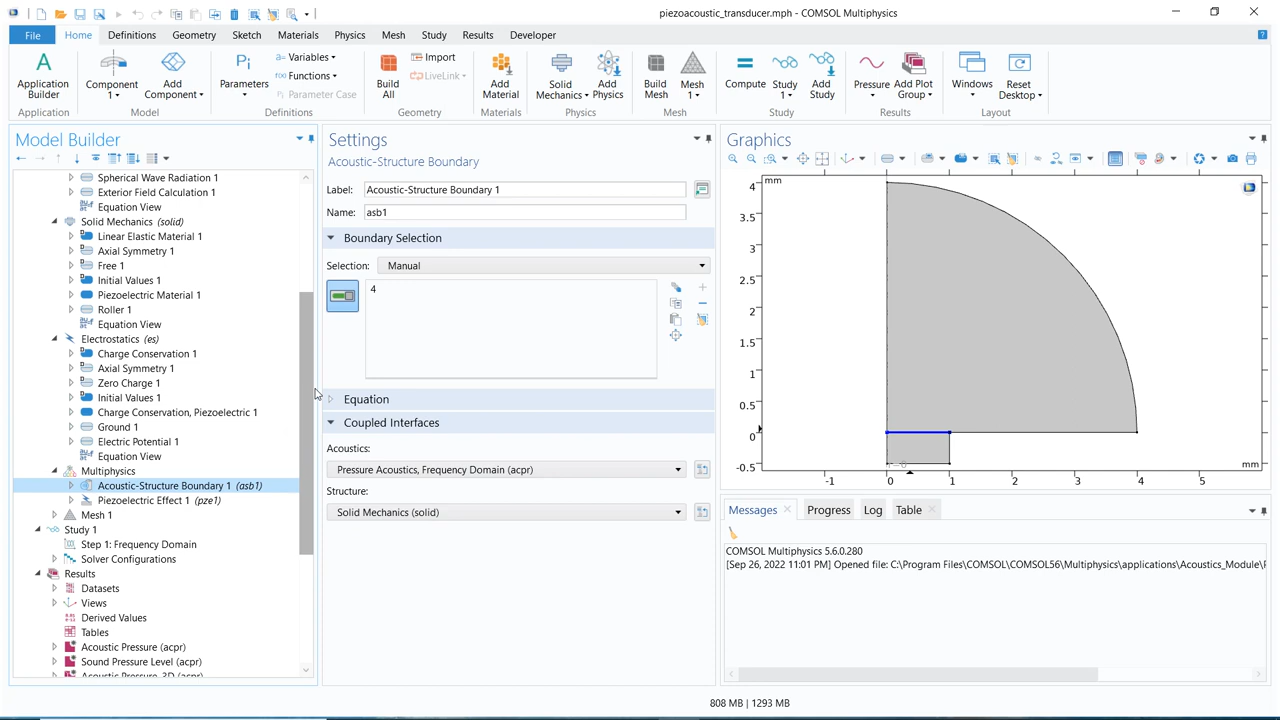 piezoacoustic_transducer.mph - COMSOL Multiphysics
File Home Definitions Geometry Sketch Materials Physics Mesh Study Results Developer
Application Builder
Component 1
Add Component
Pi Parameters
a= Variables
f(x) Functions
Parameter Case
Build All
Import
LiveLink
Add Material
Solid Mechanics
Add Physics
Build Mesh
Mesh 1
Compute
Study 1
Add Study
Pressure
Add Plot Group
Windows
Reset Desktop
Application Model Definitions Geometry Materials Physics Mesh Study Results Layout
Model Builder
Spherical Wave Radiation 1
Exterior Field Calculation 1
Equation View
Solid Mechanics (solid)
Linear Elastic Material 1
Axial Symmetry 1
Free 1
Initial Values 1
Piezoelectric Material 1
Roller 1
Equation View
Electrostatics (es)
Charge Conservation 1
Axial Symmetry 1
Zero Charge 1
Initial Values 1
Charge Conservation, Piezoelectric 1
Ground 1
Electric Potential 1
Equation View
Multiphysics
Acoustic-Structure Boundary 1 (asb1)
Piezoelectric Effect 1 (pze1)
Mesh 1
Study 1
Step 1: Frequency Domain
Solver Configurations
Results
Datasets
Views
Derived Values
Tables
Acoustic Pressure (acpr)
Sound Pressure Level (acpr)
Acoustic Pressure, 3D (acpr)
Settings
Acoustic-Structure Boundary
Label: Acoustic-Structure Boundary 1
Name: asb1
Boundary Selection
Selection: Manual
4
Equation
Coupled Interfaces
Acoustics:
Pressure Acoustics, Frequency Domain (acpr)
Structure:
Solid Mechanics (solid)
Graphics
mm
4
3.5
3
2.5
2
1.5
1
0.5
0
-0.5
r=0
mm
-1 0 1 2 3 4 5
Messages Progress Log Table
COMSOL Multiphysics 5.6.0.280
[Sep 26, 2022 11:01 PM] Opened file: C:\Program Files\COMSOL\COMSOL56\Multiphysics\applications\Acoustics_Module\
808 MB | 1293 MB